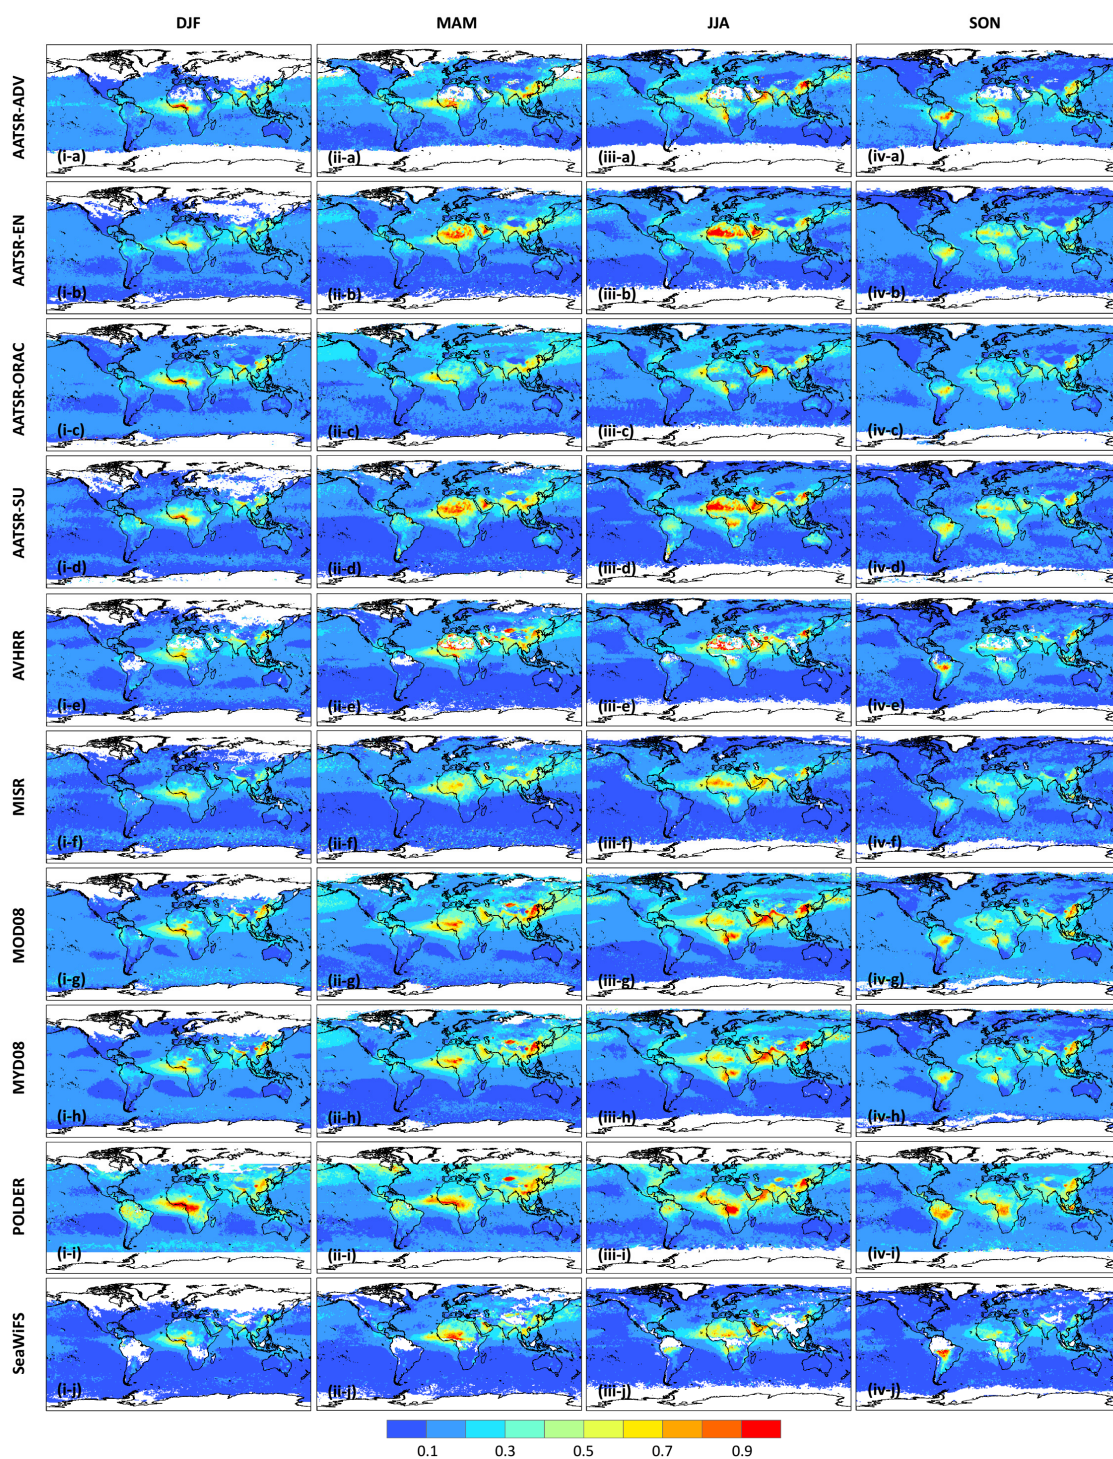 DJF MAM JJA SON
AATSR-ADV
(i-a) (ii-a) (iii-a) (iv-a)
AATSR-EN
(i-b) (ii-b) (iii-b) (iv-b)
AATSR-ORAC
(i-c) (ii-c) (iii-c) (iv-c)
AATSR-SU
(i-d) (ii-d) (iii-d) (iv-d)
AVHRR
(i-e) (ii-e) (iii-e) (iv-e)
MISR
(i-f) (ii-f) (iii-f) (iv-f)
MOD08
(i-g) (ii-g) (iii-g) (iv-g)
MYD08
(i-h) (ii-h) (iii-h) (iv-h)
POLDER
(i-i) (ii-i) (iii-i) (iv-i)
SeaWiFS
(i-j) (ii-j) (iii-j) (iv-j)
0.1 0.3 0.5 0.7 0.9